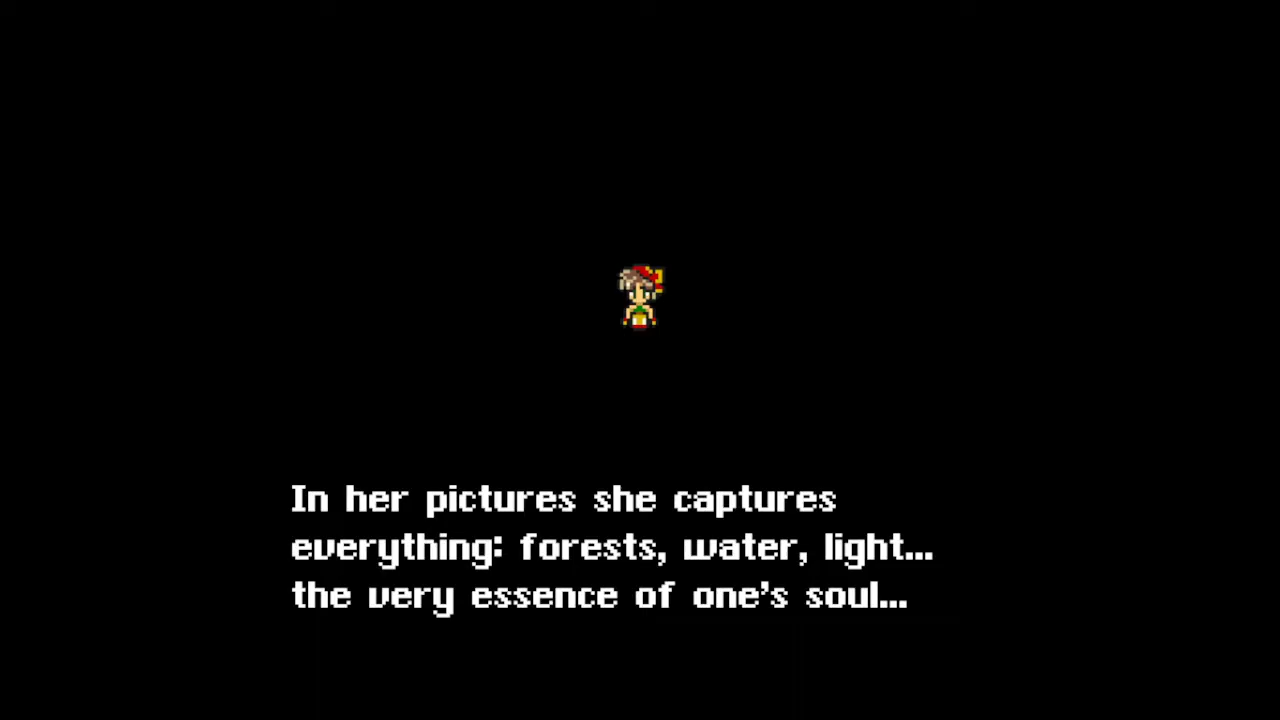 In her pictures she captures
everything: forests, water, light...
the very essence of one's soul...